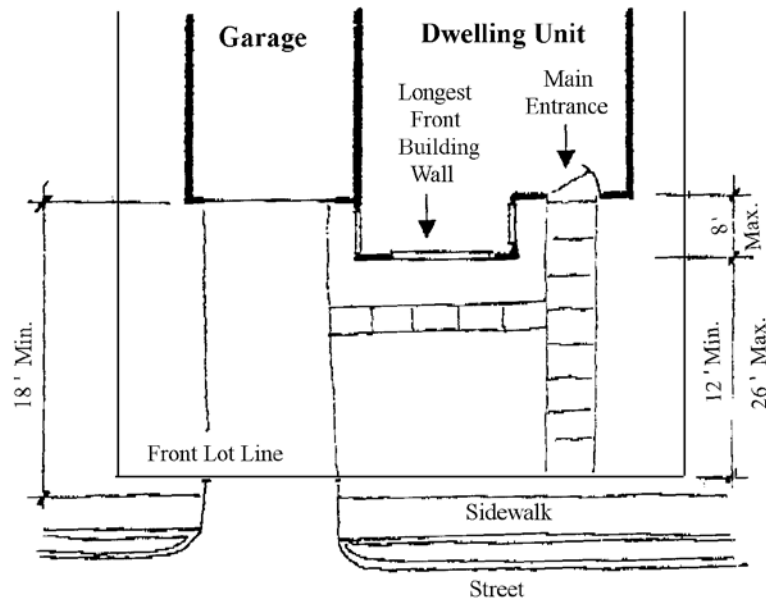 Garage
Dwelling Unit
Longest
Front
Building
Wall
Main
Entrance
8'
Max.
18' Min.
12' Min.
26' Max.
Front Lot Line
Sidewalk
Street